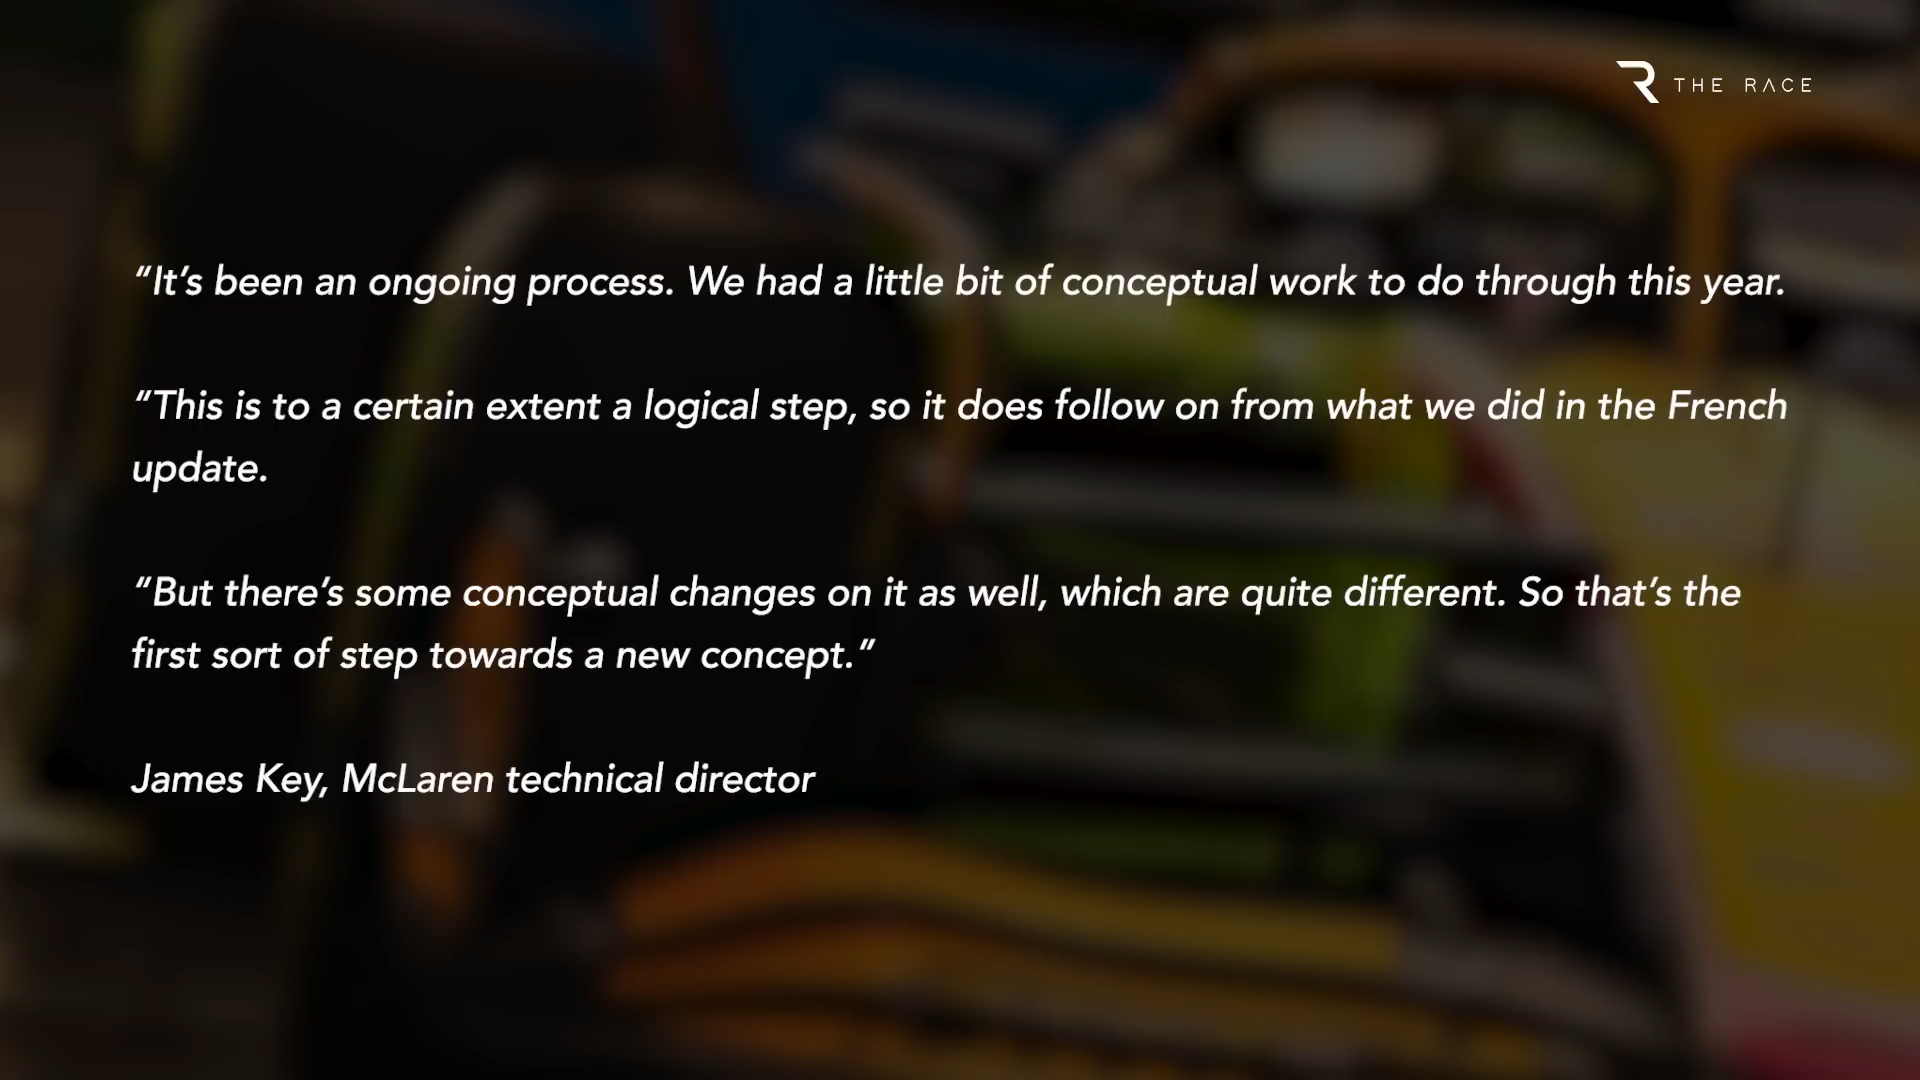 THE RACE
“It’s been an ongoing process. We had a little bit of conceptual work to do through this year.
“This is to a certain extent a logical step, so it does follow on from what we did in the French
update.
“But there’s some conceptual changes on it as well, which are quite different. So that’s the
first sort of step towards a new concept.”
James Key, McLaren technical director